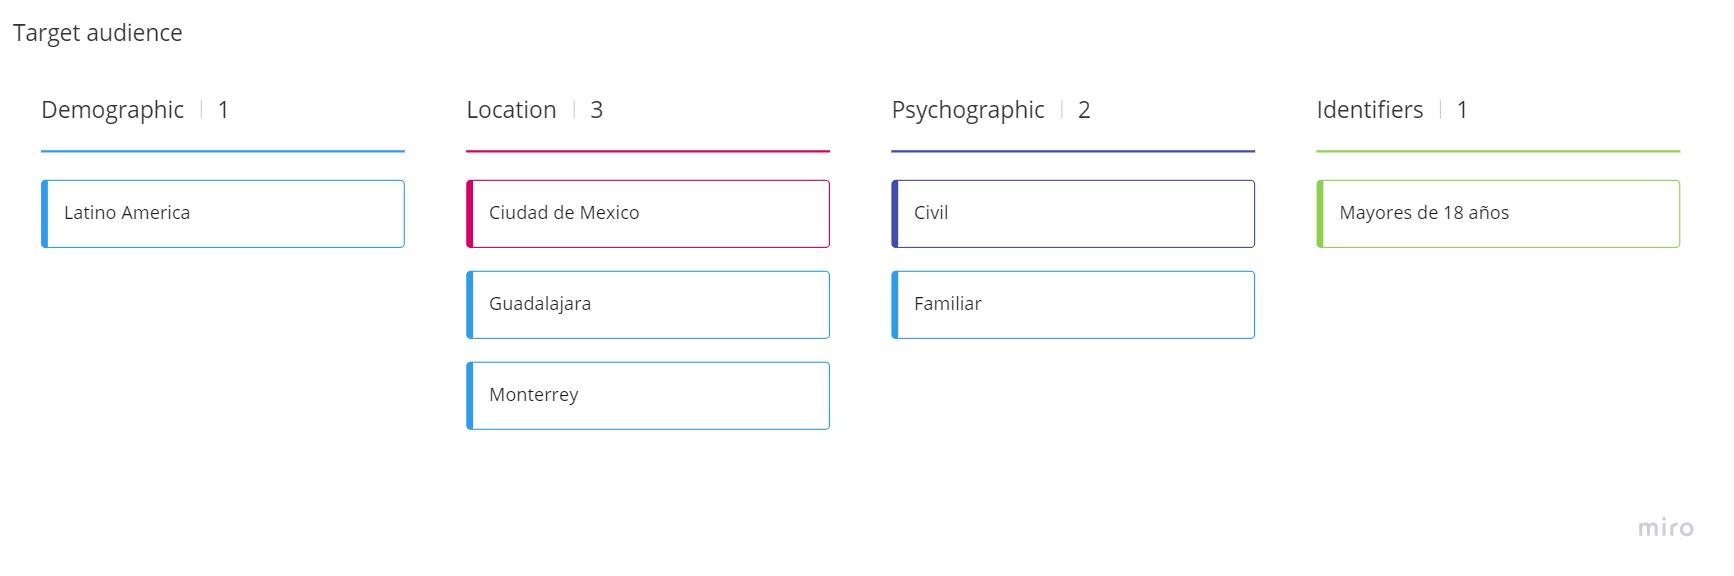 Target audience
Demographic | 1
Latino America
Location | 3
Ciudad de Mexico
Guadalajara
Monterrey
Psychographic | 2
Civil
Familiar
Identifiers | 1
Mayores de 18 años
miro